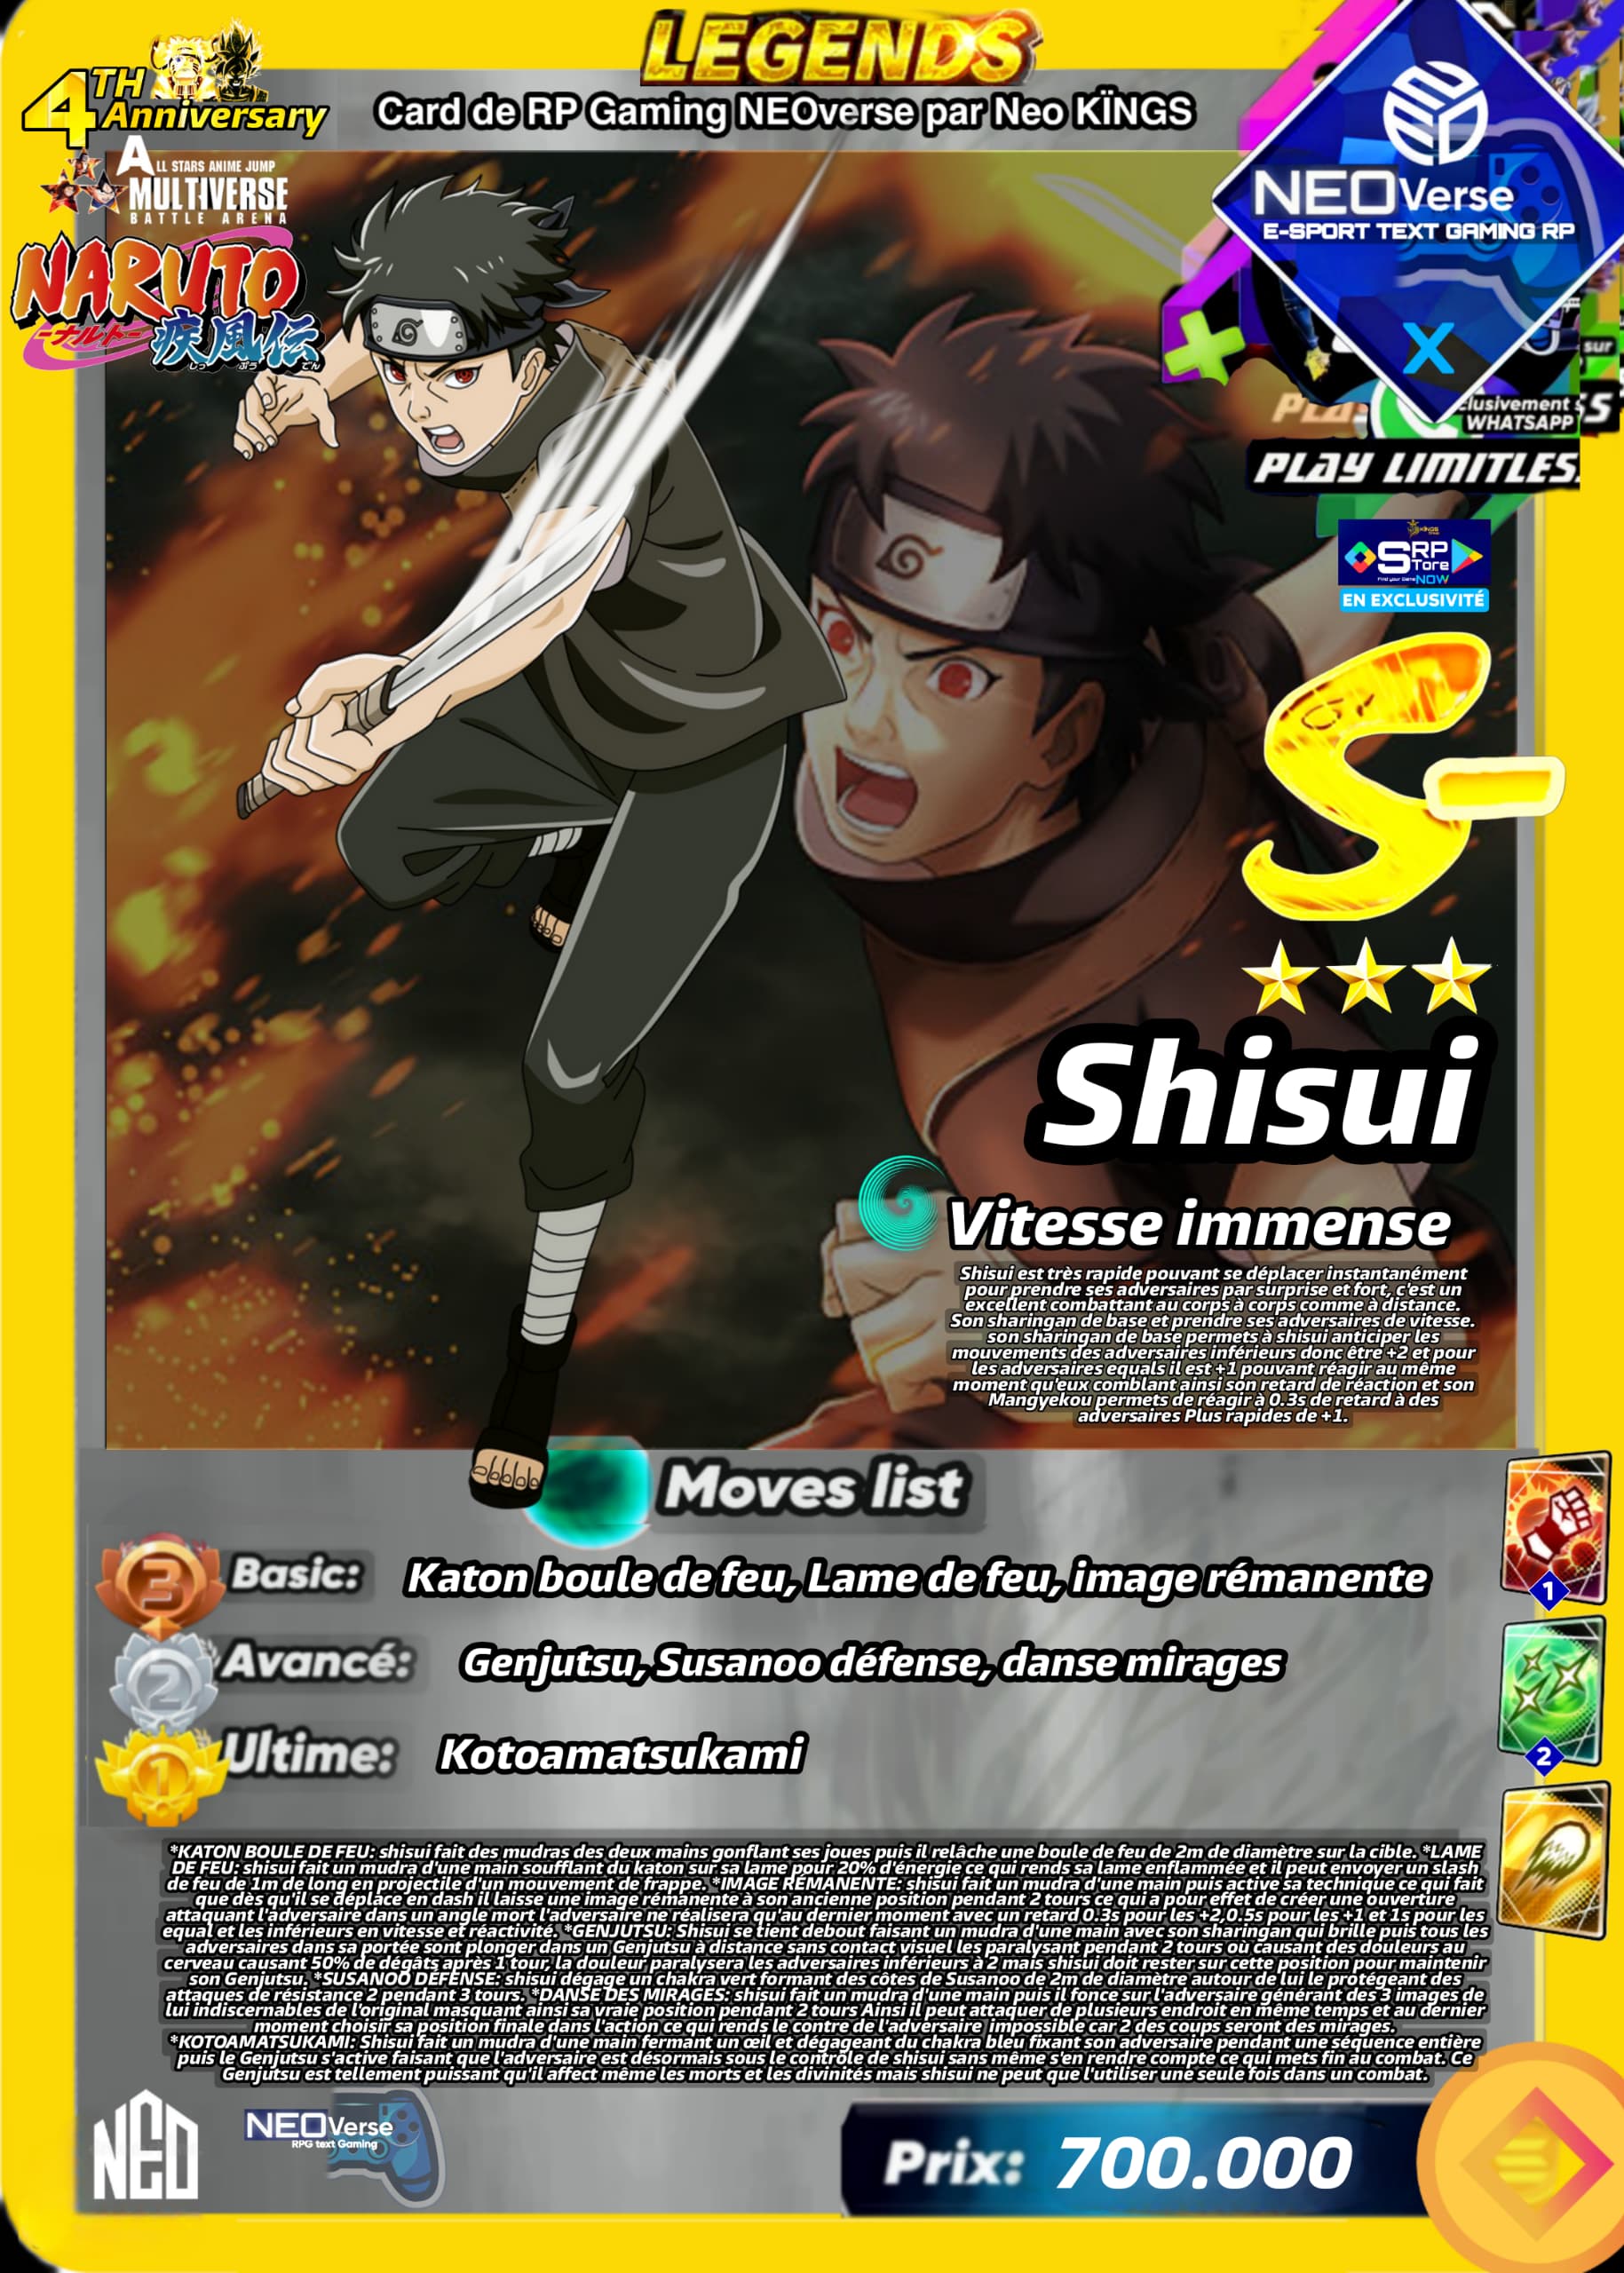 LEGENDS
4TH Anniversary
Card de RP Gaming NEOverse par Neo KÏNGS
ALL STARS ANIME JUMP
MULTIVERSE
BATTLE ARENA
NARUTO
ーナルトー
疾風伝
しっぷうでん
NEOVerse
E-SPORT TEXT GAMING RP
X
sur
clusivement
WHATSAPP
PLAY LIMITLES
SRP
Tore
NOW
EN EXCLUSIVITÉ
S-
Shisui
Vitesse immense
Shisui est très rapide pouvant se déplacer instantanément
pour prendre ses adversaires par surprise et fort, c'est un
excellent combattant au corps à corps comme à distance.
Son sharingan de base et prendre ses adversaires de vitesse.
son sharingan de base permets à shisui anticiper les
mouvements des adversaires inférieurs donc être +2 et pour
les adversaires equals il est +1 pouvant réagir au même
moment qu'eux comblant ainsi son retard de réaction et son
Mangyekou permets de réagir à 0.3s de retard à des
adversaires Plus rapides de +1.
Moves list
3 Basic: Katon boule de feu, Lame de feu, image rémanente
1
2 Avancé: Genjutsu, Susanoo défense, danse mirages
2
1 Ultime: Kotoamatsukami
*KATON BOULE DE FEU: shisui fait des mudras des deux mains gonflant ses joues puis il relâche une boule de feu de 2m de diamètre sur la cible. *LAME
DE FEU: shisui fait un mudra d'une main soufflant du katon sur sa lame pour 20% d'énergie ce qui rends sa lame enflammée et il peut envoyer un slash
de feu de 1m de long en projectile d'un mouvement de frappe. *IMAGE RÉMANENTE: shisui fait un mudra d'une main puis active sa technique ce qui fait
que dès qu'il se déplace en dash il laisse une image rémanente à son ancienne position pendant 2 tours ce qui a pour effet de créer une ouverture
attaquant l'adversaire dans un angle mort l'adversaire ne réalisera qu'au dernier moment avec un retard 0.3s pour les +2,0.5s pour les +1 et 1s pour les
equal et les inférieurs en vitesse et réactivité. *GENJUTSU: Shisui se tient debout faisant un mudra d'une main avec son sharingan qui brille puis tous les
adversaires dans sa portée sont plonger dans un Genjutsu à distance sans contact visuel les paralysant pendant 2 tours où causant des douleurs au
cerveau causant 50% de dégâts après 1 tour, la douleur paralysera les adversaires inférieurs à 2 mais shisui doit rester sur cette position pour maintenir
son Genjutsu. *SUSANOO DÉFENSE: shisui dégage un chakra vert formant des côtes de Susanoo de 2m de diamètre autour de lui le protégeant des
attaques de résistance 2 pendant 3 tours. *DANSE DES MIRAGES: shisui fait un mudra d'une main puis il fonce sur l'adversaire générant des 3 images de
lui indiscernables de l'original masquant ainsi sa vraie position pendant 2 tours Ainsi il peut attaquer de plusieurs endroit en même temps et au dernier
moment choisir sa position finale dans l'action ce qui rends le contre de l'adversaire impossible car 2 des coups seront des mirages.
*KOTOAMATSUKAMI: Shisui fait un mudra d'une main fermant un œil et dégageant du chakra bleu fixant son adversaire pendant une séquence entière
puis le Genjutsu s'active faisant que l'adversaire est désormais sous le contrôle de shisui sans même s'en rendre compte ce qui mets fin au combat. Ce
Genjutsu est tellement puissant qu'il affect même les morts et les divinités mais shisui ne peut que l'utiliser une seule fois dans un combat.
NEO
NEOVerse
RPG text Gaming
Prix: 700.000